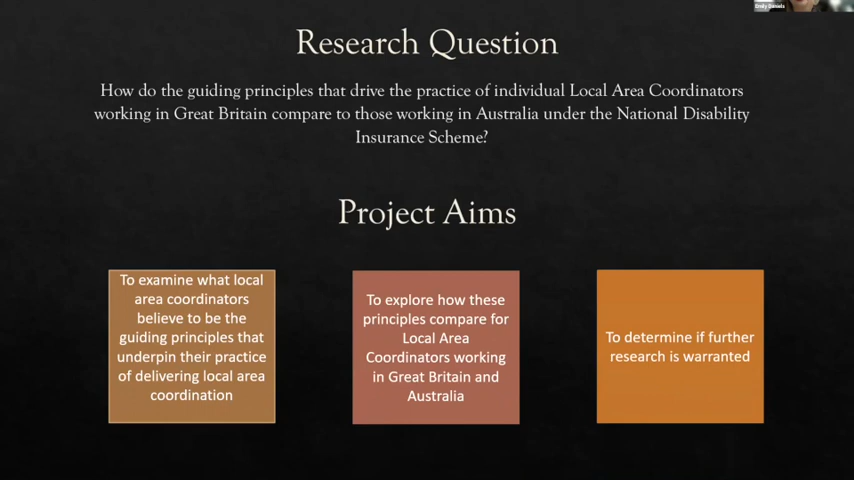 Emily Daniels
Research Question
How do the guiding principles that drive the practice of individual Local Area Coordinators
working in Great Britain compare to those working in Australia under the National Disability
Insurance Scheme?
Project Aims
To examine what local
area coordinators
believe to be the
guiding principles that
underpin their practice
of delivering local area
coordination
To explore how these
principles compare for
Local Area
Coordinators working
in Great Britain and
Australia
To determine if further
research is warranted